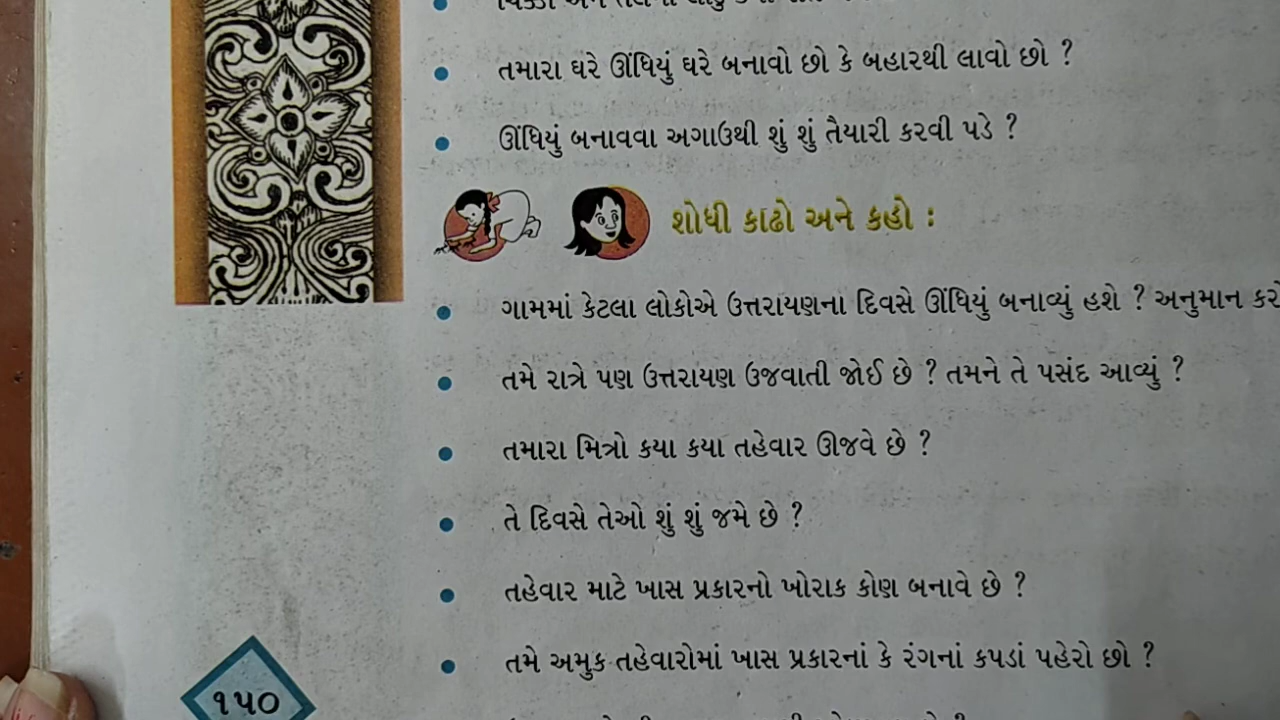 તમારા ઘરે ઊંધિયું ઘરે બનાવો છો કે બહારથી લાવો છો ?
ઊંધિયું બનાવવા અગાઉથી શું શું તૈયારી કરવી પડે ?
શોધી કાઢો અને કહો :
ગામમાં કેટલા લોકોએ ઉત્તરાયણના દિવસે ઊંધિયું બનાવ્યું હશે ? અનુમાન
તમે રાત્રે પણ ઉત્તરાયણ ઉજવાતી જોઈ છે ? તમને તે પસંદ આવ્યું ?
તમારા મિત્રો કયા કયા તહેવાર ઊજવે છે ?
તે દિવસે તેઓ શું શું જમે છે ?
તહેવાર માટે ખાસ પ્રકારનો ખોરાક કોણ બનાવે છે ?
તમે અમુક તહેવારોમાં ખાસ પ્રકારનાં કે રંગનાં કપડાં પહેરો છો ?
૧૫૦